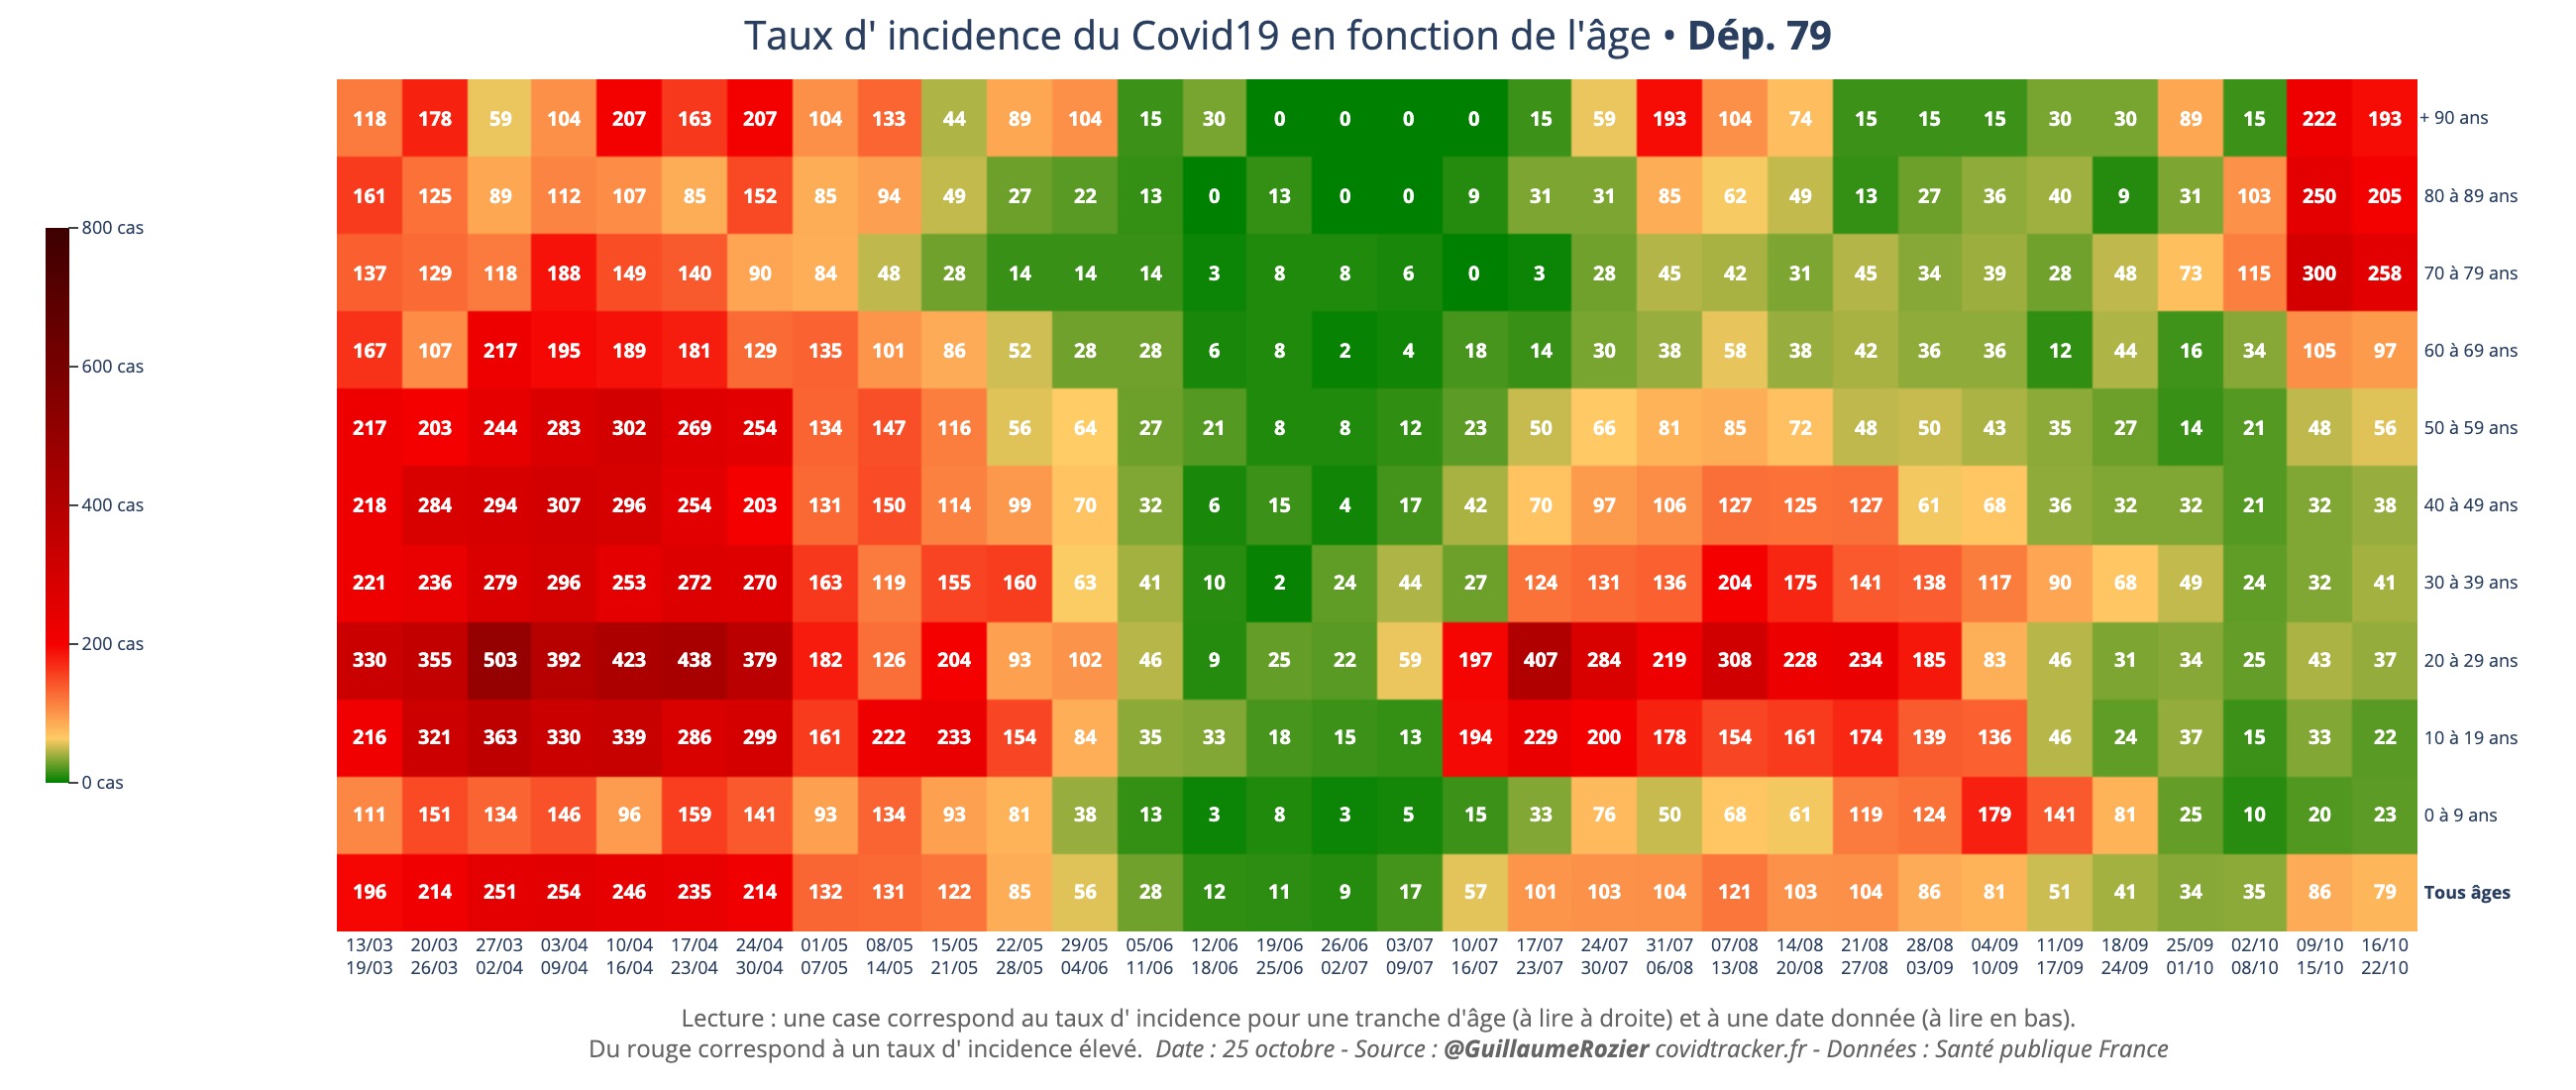 Taux d' incidence du Covid19 en fonction de l'âge • Dép. 79
118 178 59 104 207 163 207 104 133 44 89 104 15 30 0 0 0 0 15 59 193 104 74 15 15 15 30 30 89 15 222 193 + 90 ans
161 125 89 112 107 85 152 85 94 49 27 22 13 0 13 0 0 9 31 31 85 62 49 13 27 36 40 9 31 103 250 205 80 à 89 ans
800 cas
137 129 118 188 149 140 90 84 48 28 14 14 14 3 8 8 6 0 3 28 45 42 31 45 34 39 28 48 73 115 300 258 70 à 79 ans
167 107 217 195 189 181 129 135 101 86 52 28 28 6 8 2 4 18 14 30 38 58 38 42 36 36 12 44 16 34 105 97 60 à 69 ans
600 cas
217 203 244 283 302 269 254 134 147 116 56 64 27 21 8 8 12 23 50 66 81 85 72 48 50 43 35 27 14 21 48 56 50 à 59 ans
400 cas
218 284 294 307 296 254 203 131 150 114 99 70 32 6 15 4 17 42 70 97 106 127 125 127 61 68 36 32 32 21 32 38 40 à 49 ans
221 236 279 296 253 272 270 163 119 155 160 63 41 10 2 24 44 27 124 131 136 204 175 141 138 117 90 68 49 24 32 41 30 à 39 ans
200 cas
330 355 503 392 423 438 379 182 126 204 93 102 46 9 25 22 59 197 407 284 219 308 228 234 185 83 46 31 34 25 43 37 20 à 29 ans
216 321 363 330 339 286 299 161 222 233 154 84 35 33 18 15 13 194 229 200 178 154 161 174 139 136 46 24 37 15 33 22 10 à 19 ans
0 cas
111 151 134 146 96 159 141 93 134 93 81 38 13 3 8 3 5 15 33 76 50 68 61 119 124 179 141 81 25 10 20 23 0 à 9 ans
196 214 251 254 246 235 214 132 131 122 85 56 28 12 11 9 17 57 101 103 104 121 103 104 86 81 51 41 34 35 86 79 Tous âges
13/03 20/03 27/03 03/04 10/04 17/04 24/04 01/05 08/05 15/05 22/05 29/05 05/06 12/06 19/06 26/06 03/07 10/07 17/07 24/07 31/07 07/08 14/08 21/08 28/08 04/09 11/09 18/09 25/09 02/10 09/10 16/10
19/03 26/03 02/04 09/04 16/04 23/04 30/04 07/05 14/05 21/05 28/05 04/06 11/06 18/06 25/06 02/07 09/07 16/07 23/07 30/07 06/08 13/08 20/08 27/08 03/09 10/09 17/09 24/09 01/10 08/10 15/10 22/10
Lecture : une case correspond au taux d' incidence pour une tranche d'âge (à lire à droite) et à une date donnée (à lire en bas).
Du rouge correspond à un taux d' incidence élevé. Date : 25 octobre - Source : @GuillaumeRozier covidtracker.fr - Données : Santé publique France